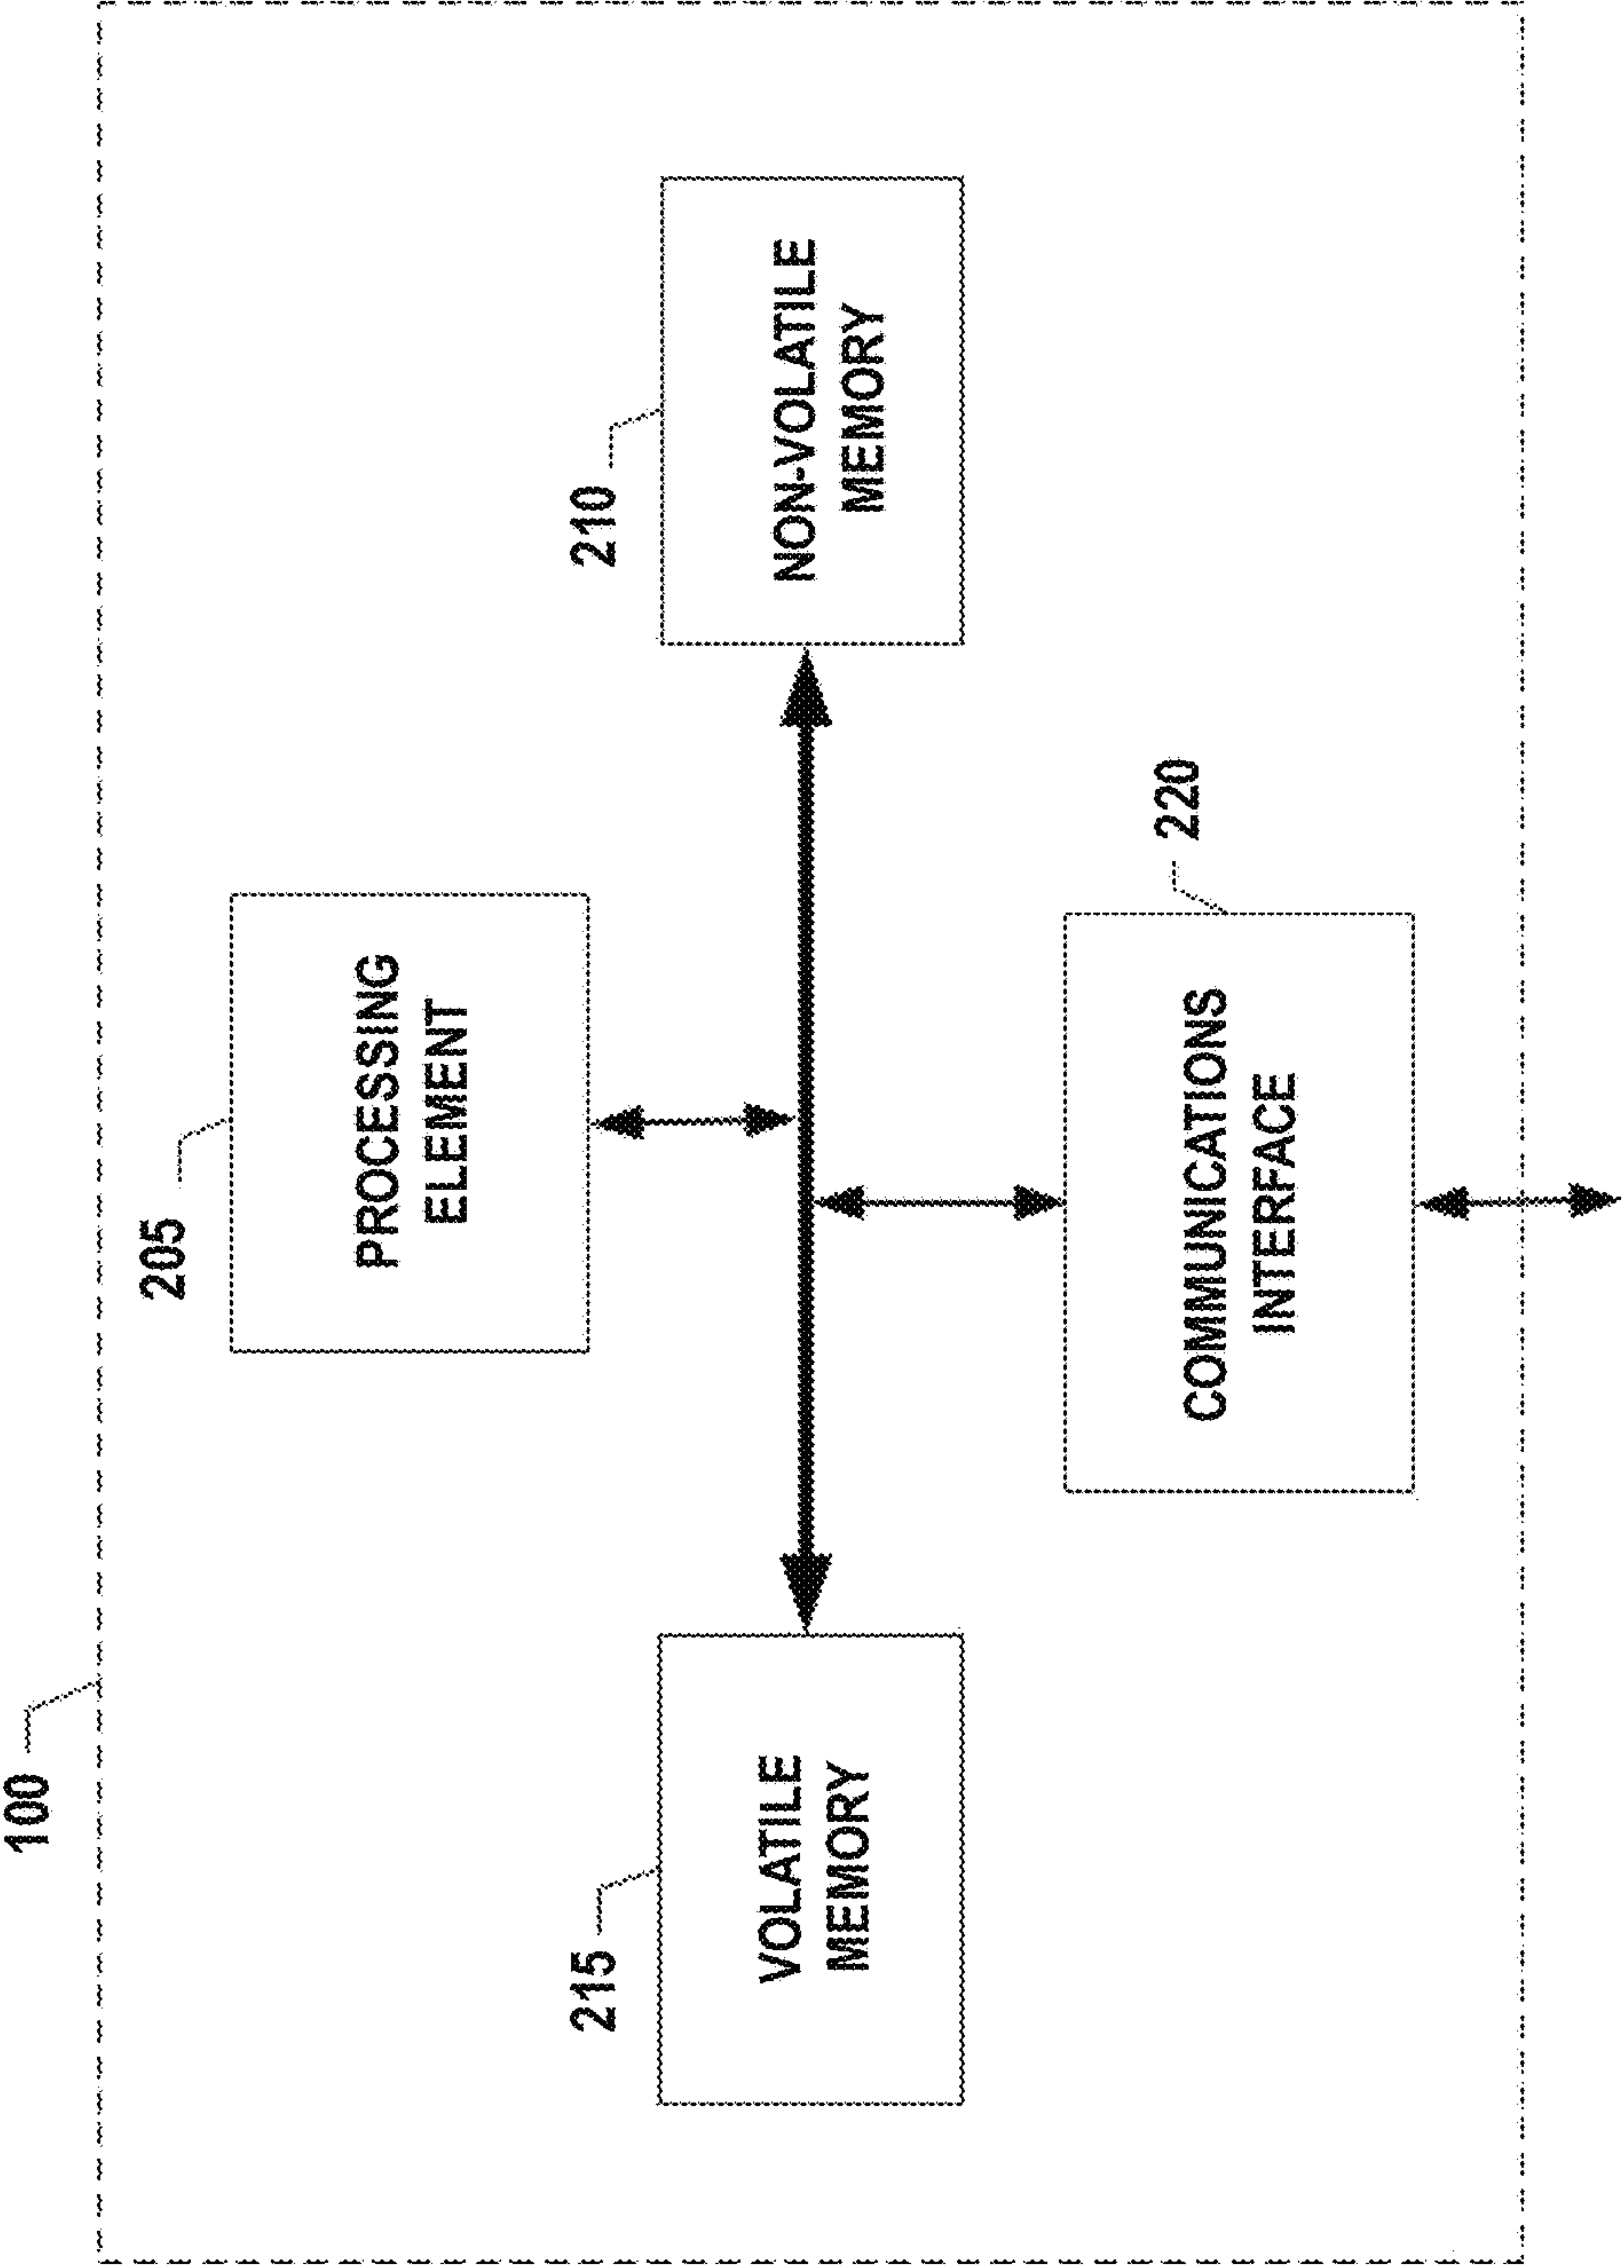 100
205
PROCESSING
ELEMENT
215
VOLATILE
MEMORY
210
NON-VOLATILE
MEMORY
220
COMMUNICATIONS
INTERFACE